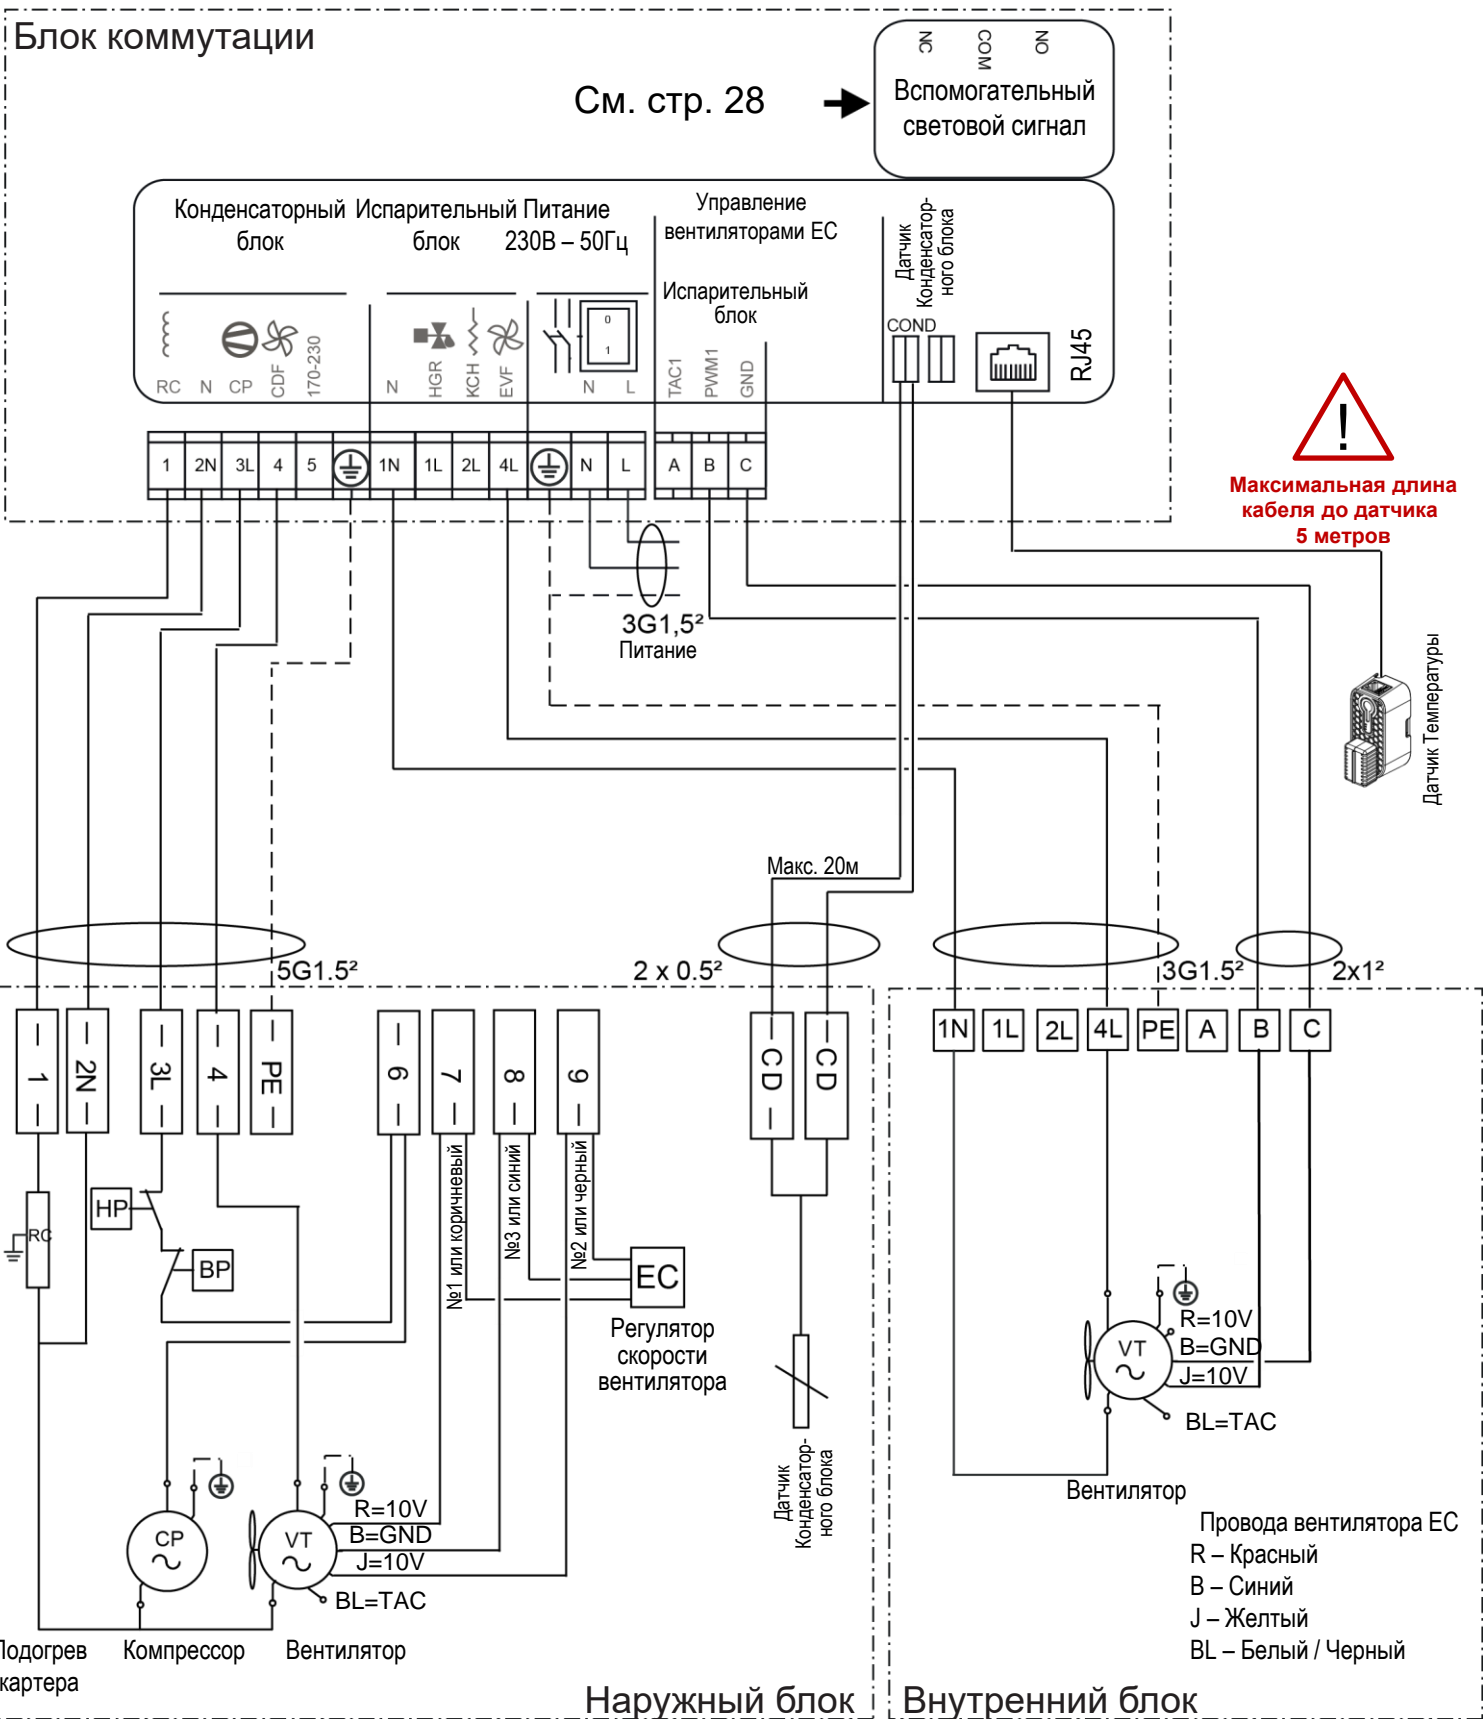 Блок коммутации
NC
COM
NO
См. стр. 28
Вспомогательный
световой сигнал
Конденсаторный
блок
Испарительный
блок
Питание
230В – 50Гц
Управление
вентиляторами ЕС
Испарительный
блок
Датчик
Конденсатор-
ного блока
COND
RJ45
0
1
RC
N
CP
CDF
170-230
N
HGR
KCH
EVF
N
L
TAC1
PWM1
GND
1
2N
3L
4
5
1N
1L
2L
4L
N
L
A
B
C
!
Максимальная длина
кабеля до датчика
5 метров
3G1,5²
Питание
Датчик Температуры
Макс. 20м
5G1.5²
2 x 0.5²
3G1.5²
2x1²
1
2N
3L
4
PE
6
7
8
9
CD
CD
1N
1L
2L
4L
PE
A
B
C
RC
HP
BP
№1 или коричневый
№3 или синий
№2 или черный
EC
Регулятор
скорости
вентилятора
Датчик
Конденсатор-
ного блока
CP
VT
R=10V
B=GND
J=10V
BL=TAC
VT
R=10V
B=GND
J=10V
BL=TAC
Вентилятор
Провода вентилятора ЕС
R – Красный
B – Синий
J – Желтый
BL – Белый / Черный
Подогрев
картера
Компрессор
Вентилятор
Наружный блок
Внутренний блок